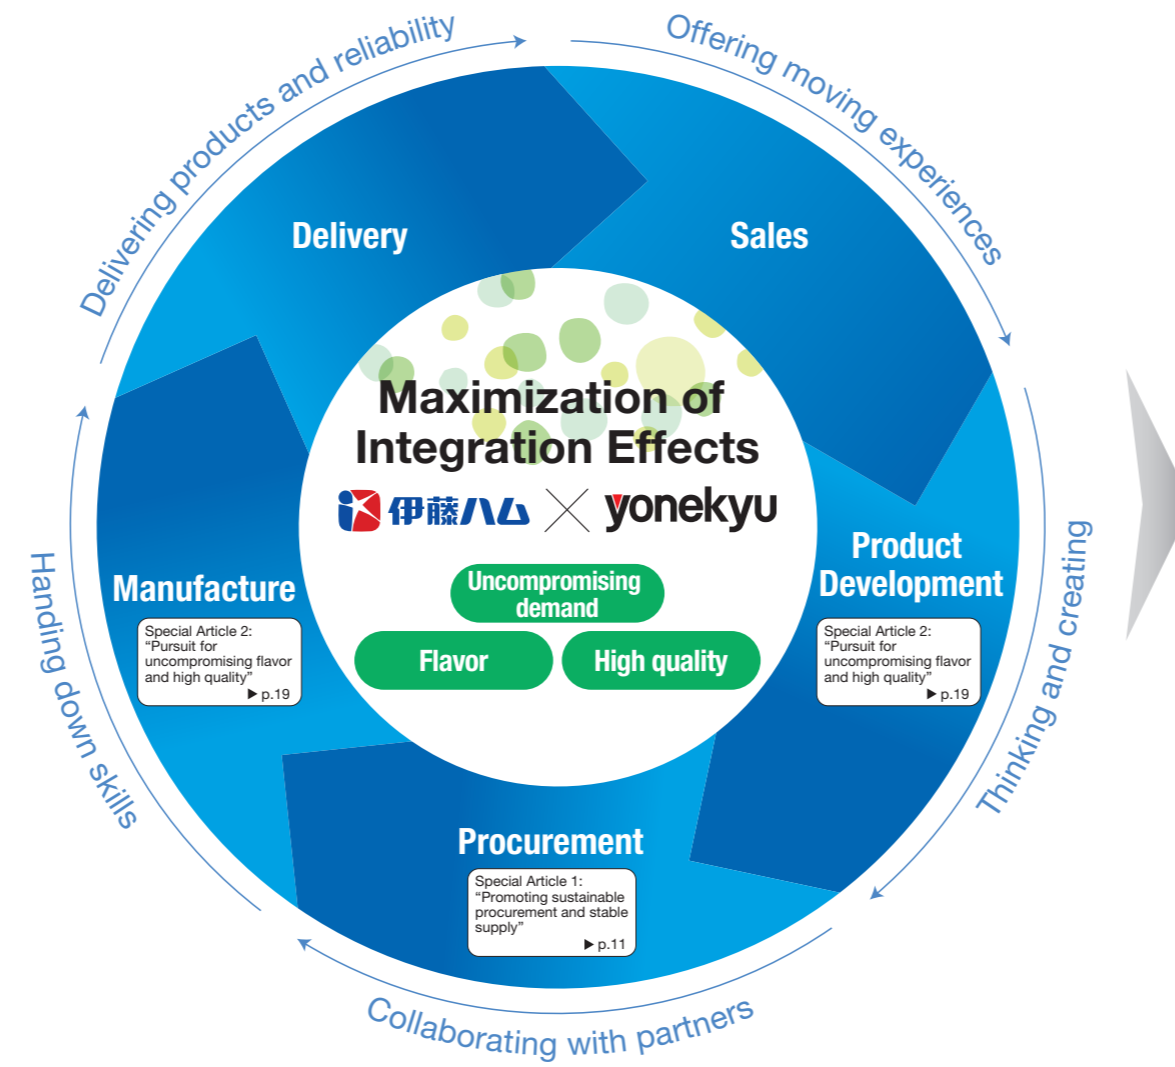 Delivering products and reliability
Offering moving experiences
Delivery
Sales
Maximization of
Integration Effects
伊藤ハム
yonekyu
Uncompromising
demand
Flavor
High quality
Product
Development
Special Article 2:
“Pursuit for
uncompromising flavor
and high quality”
▶ p.19
Thinking and creating
Manufacture
Special Article 2:
“Pursuit for
uncompromising flavor
and high quality”
▶ p.19
Handing down skills
Procurement
Special Article 1:
“Promoting sustainable
procurement and stable
supply”
▶ p.11
Collaborating with partners